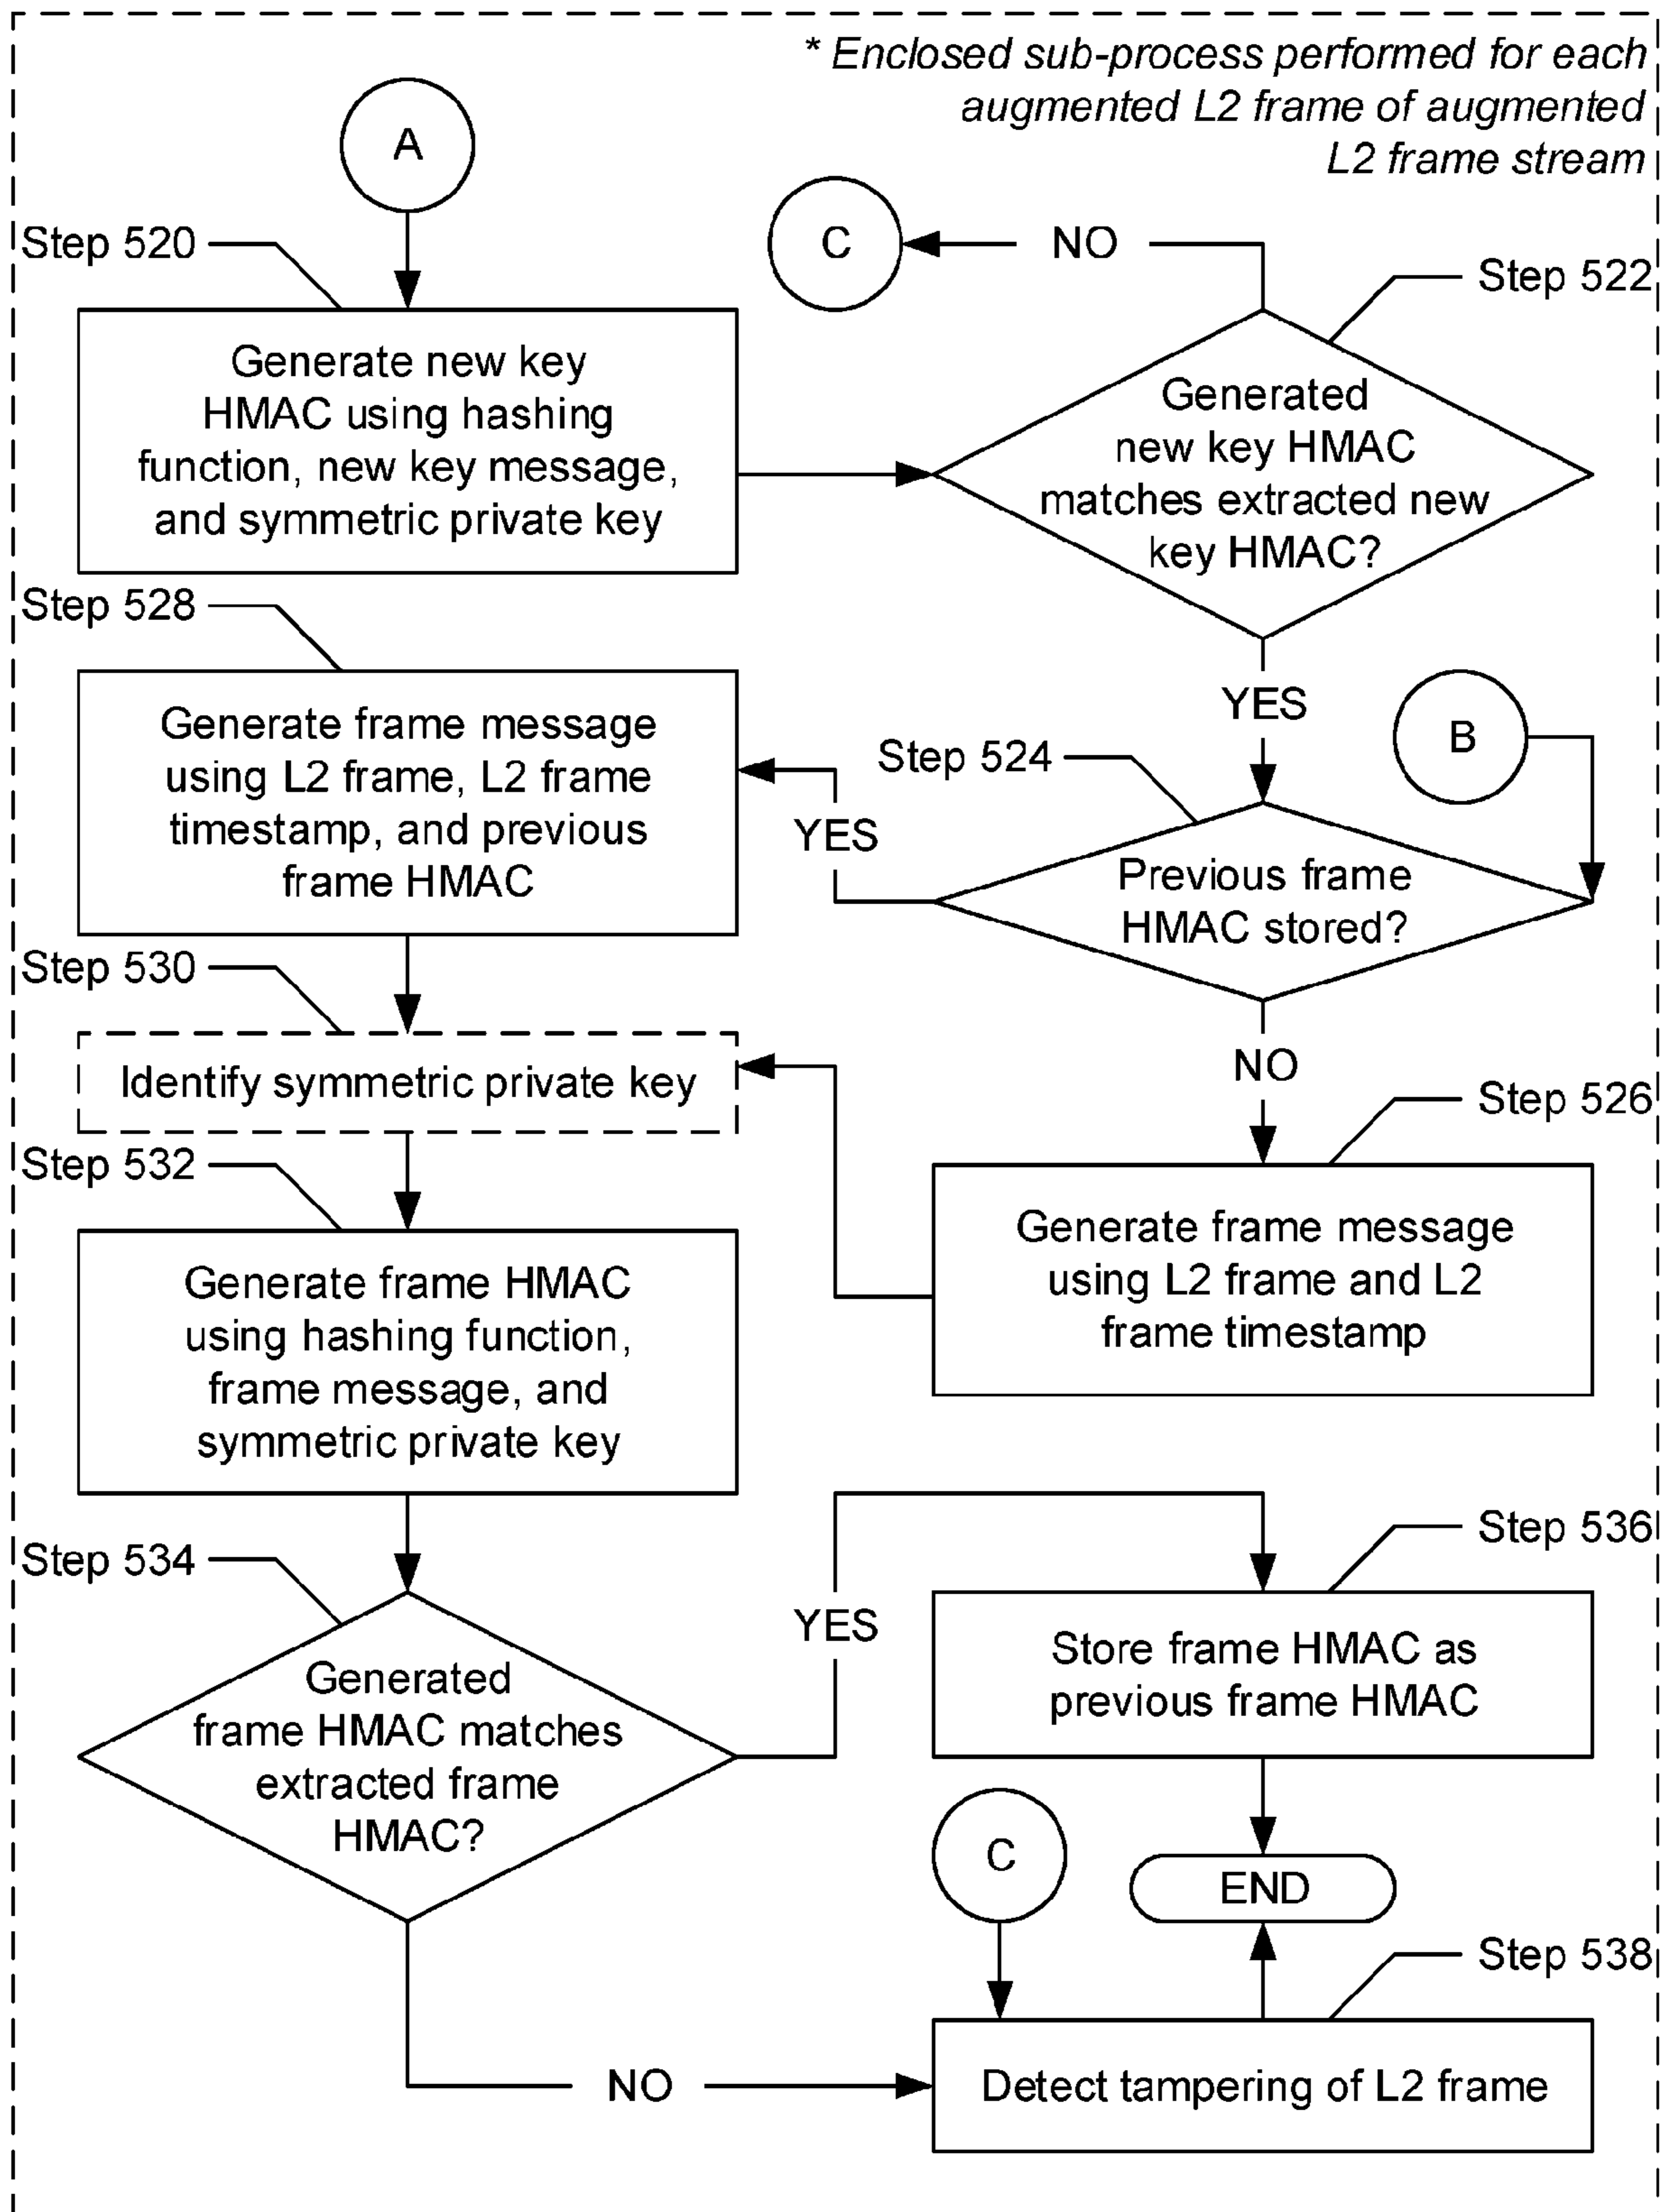 * Enclosed sub-process performed for each
augmented L2 frame of augmented
L2 frame stream
A
Step 520
Generate new key
HMAC using hashing
function, new key message,
and symmetric private key
C
NO
Step 522
Generated
new key HMAC
matches extracted new
key HMAC?
YES
B
Step 524
Previous frame
HMAC stored?
YES
Step 528
Generate frame message
using L2 frame, L2 frame
timestamp, and previous
frame HMAC
NO
Step 526
Generate frame message
using L2 frame and L2
frame timestamp
Step 530
Identify symmetric private key
Step 532
Generate frame HMAC
using hashing function,
frame message, and
symmetric private key
Step 534
Generated
frame HMAC matches
extracted frame
HMAC?
YES
Step 536
Store frame HMAC as
previous frame HMAC
C
END
Step 538
NO
Detect tampering of L2 frame